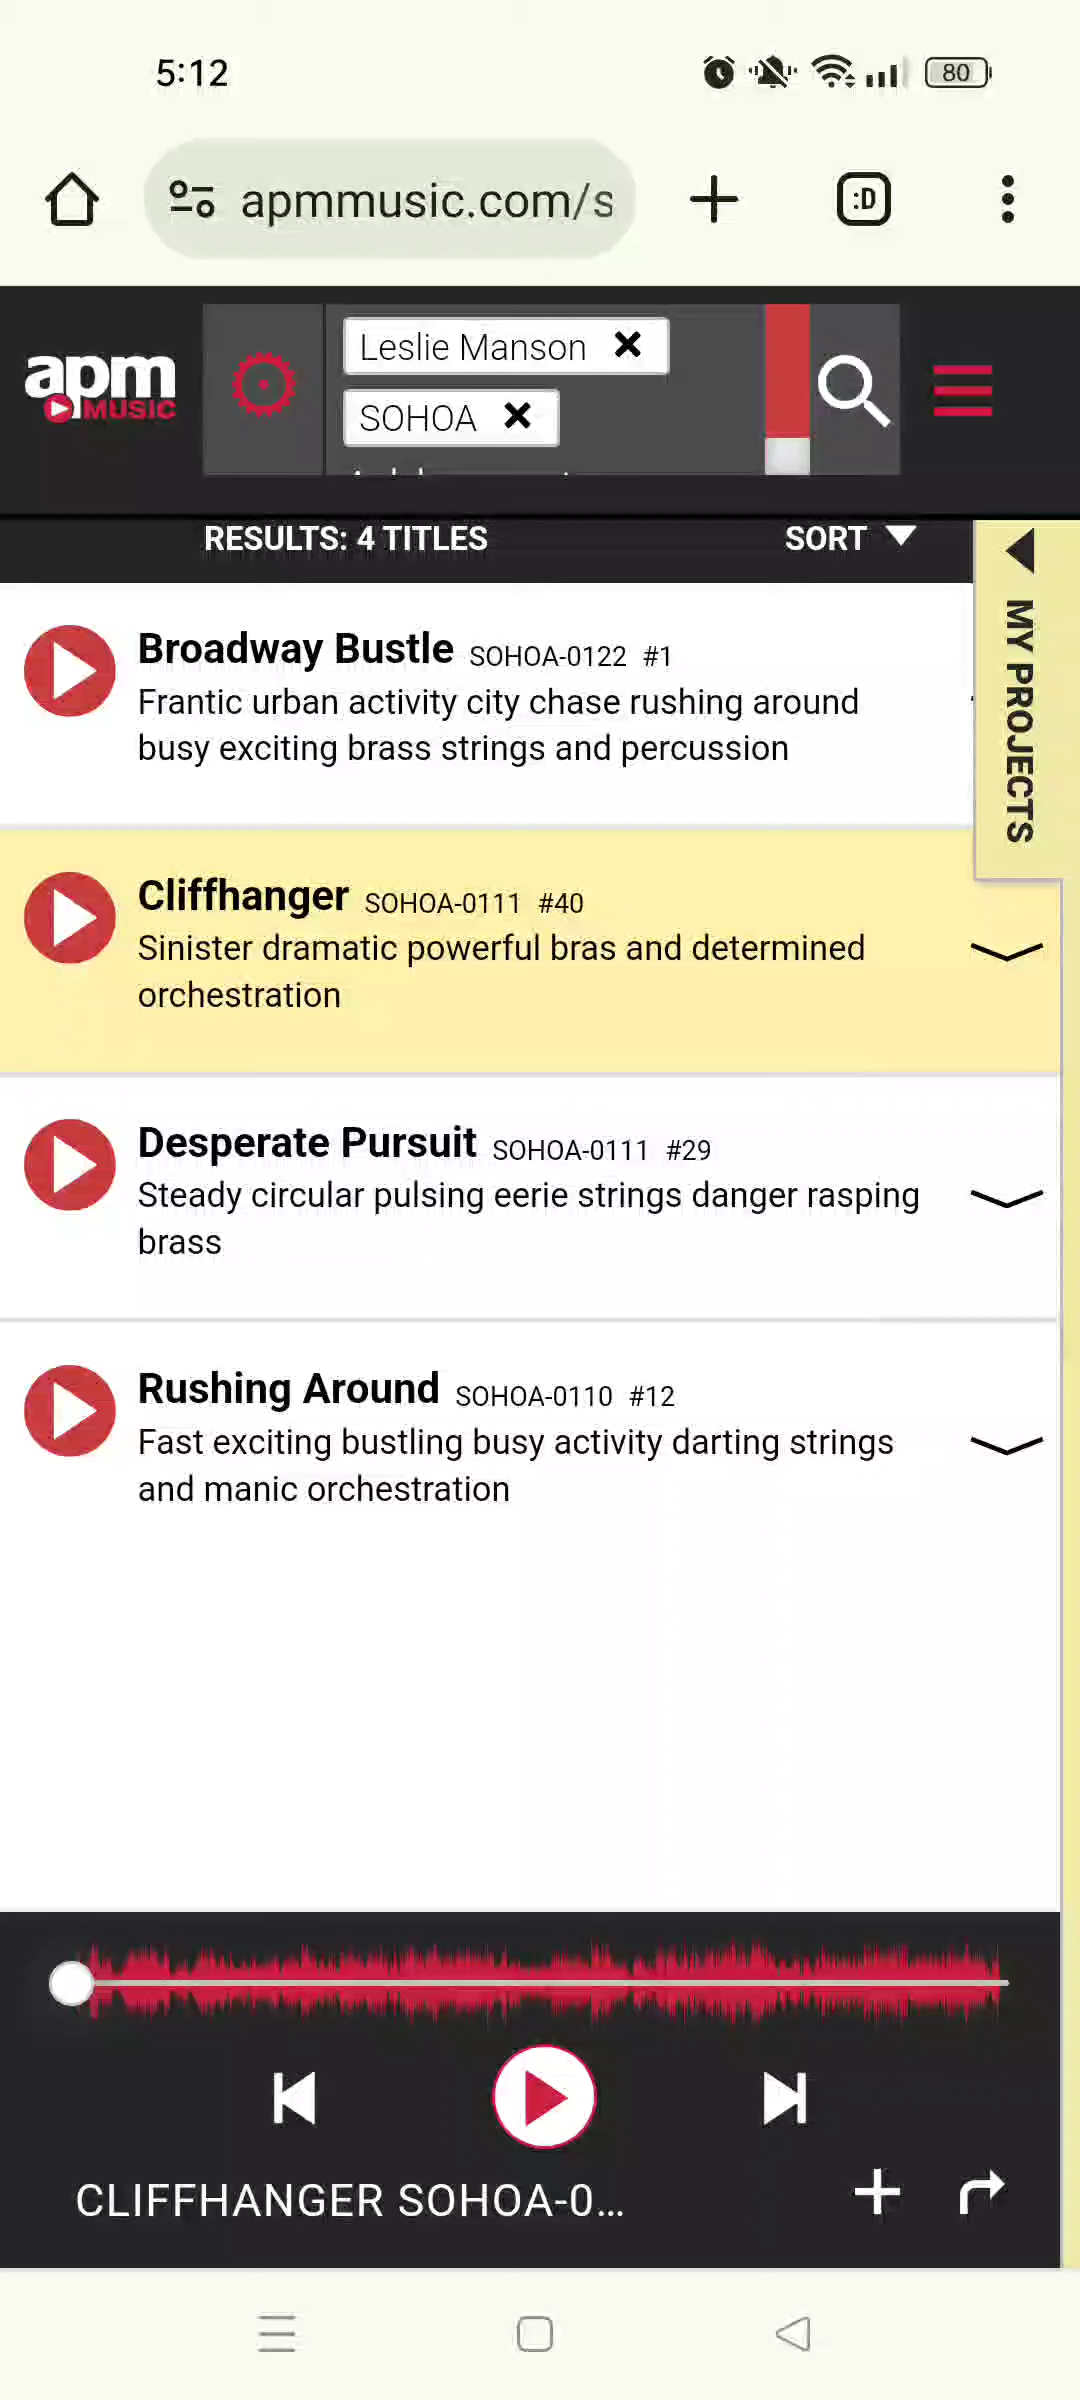 5:12
80
apmmusic.com/s
:D
apm
MUSIC
Leslie Manson
SOHOA
RESULTS: 4 TITLES
SORT
MY PROJECTS
Broadway Bustle SOHOA-0122 #1
Frantic urban activity city chase rushing around
busy exciting brass strings and percussion
Cliffhanger SOHOA-0111 #40
Sinister dramatic powerful bras and determined
orchestration
Desperate Pursuit SOHOA-0111 #29
Steady circular pulsing eerie strings danger rasping
brass
Rushing Around SOHOA-0110 #12
Fast exciting bustling busy activity darting strings
and manic orchestration
CLIFFHANGER SOHOA-0...